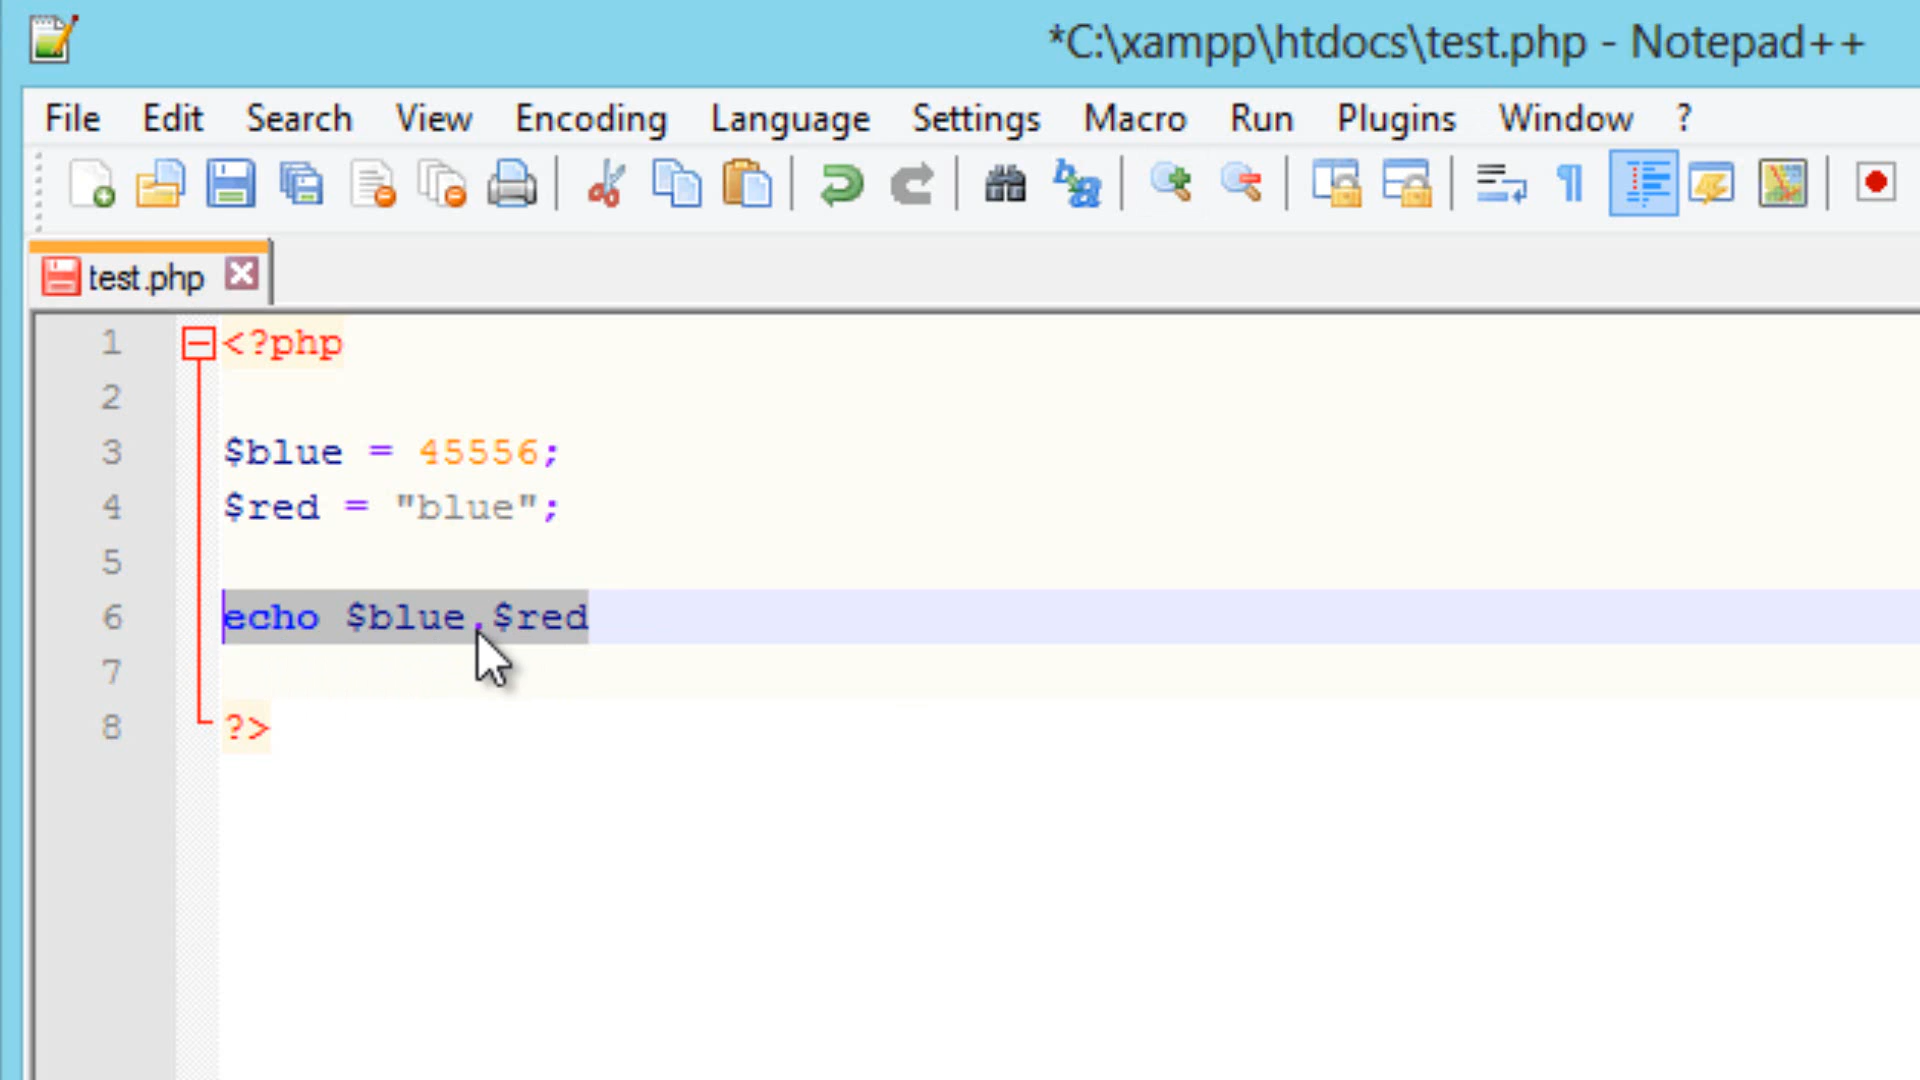 *C:\xampp\htdocs\test.php - Notepad++
File Edit Search View Encoding Language Settings Macro Run Plugins Window ?
test.php
1 <?php
2
3 $blue = 45556;
4 $red = "blue";
5
6 echo $blue,$red
7
8 ?>